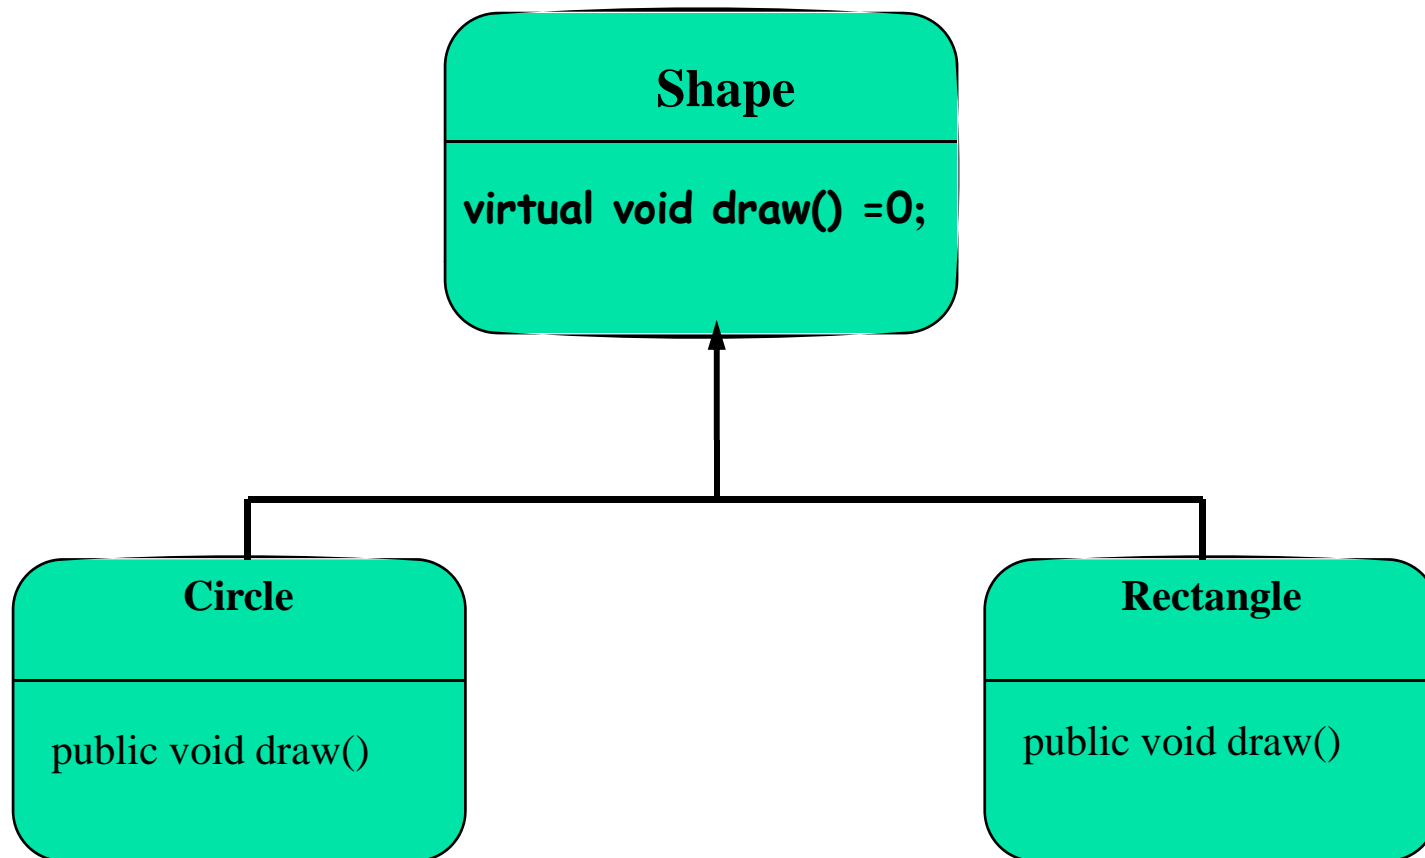 Shape
virtual void draw() =0;
Circle
Rectangle
public void draw()
public void draw()